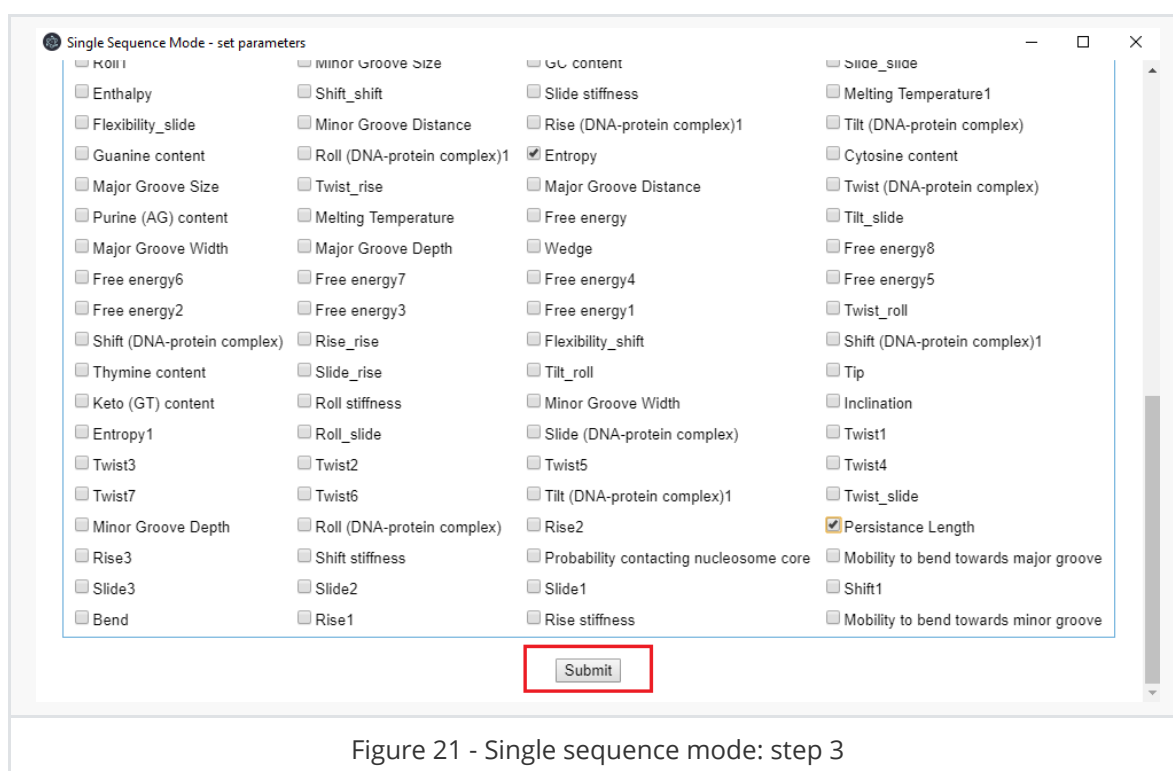 Single Sequence Mode - set parameters
Roll1 Minor Groove Size GC content Slide_slide
Enthalpy Shift_shift Slide stiffness Melting Temperature1
Flexibility_slide Minor Groove Distance Rise (DNA-protein complex)1 Tilt (DNA-protein complex)
Guanine content Roll (DNA-protein complex)1 Entropy Cytosine content
Major Groove Size Twist_rise Major Groove Distance Twist (DNA-protein complex)
Purine (AG) content Melting Temperature Free energy Tilt_slide
Major Groove Width Major Groove Depth Wedge Free energy8
Free energy6 Free energy7 Free energy4 Free energy5
Free energy2 Free energy3 Free energy1 Twist_roll
Shift (DNA-protein complex) Rise_rise Flexibility_shift Shift (DNA-protein complex)1
Thymine content Slide_rise Tilt_roll Tip
Keto (GT) content Roll stiffness Minor Groove Width Inclination
Entropy1 Roll_slide Slide (DNA-protein complex) Twist1
Twist3 Twist2 Twist5 Twist4
Twist7 Twist6 Tilt (DNA-protein complex)1 Twist_slide
Minor Groove Depth Roll (DNA-protein complex) Rise2 Persistance Length
Rise3 Shift stiffness Probability contacting nucleosome core Mobility to bend towards major groove
Slide3 Slide2 Slide1 Shift1
Bend Rise1 Rise stiffness Mobility to bend towards minor groove
Submit
Figure 21 - Single sequence mode: step 3